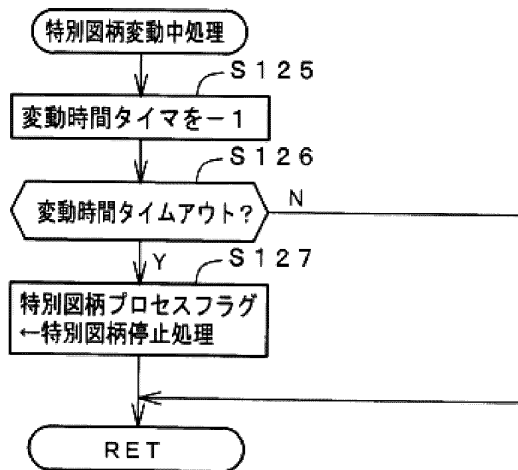 特別図柄変動中処理
S125
変動時間タイマを−1
S126
変動時間タイムアウト?
N
Y
S127
特別図柄プロセスフラグ
←特別図柄停止処理
RET